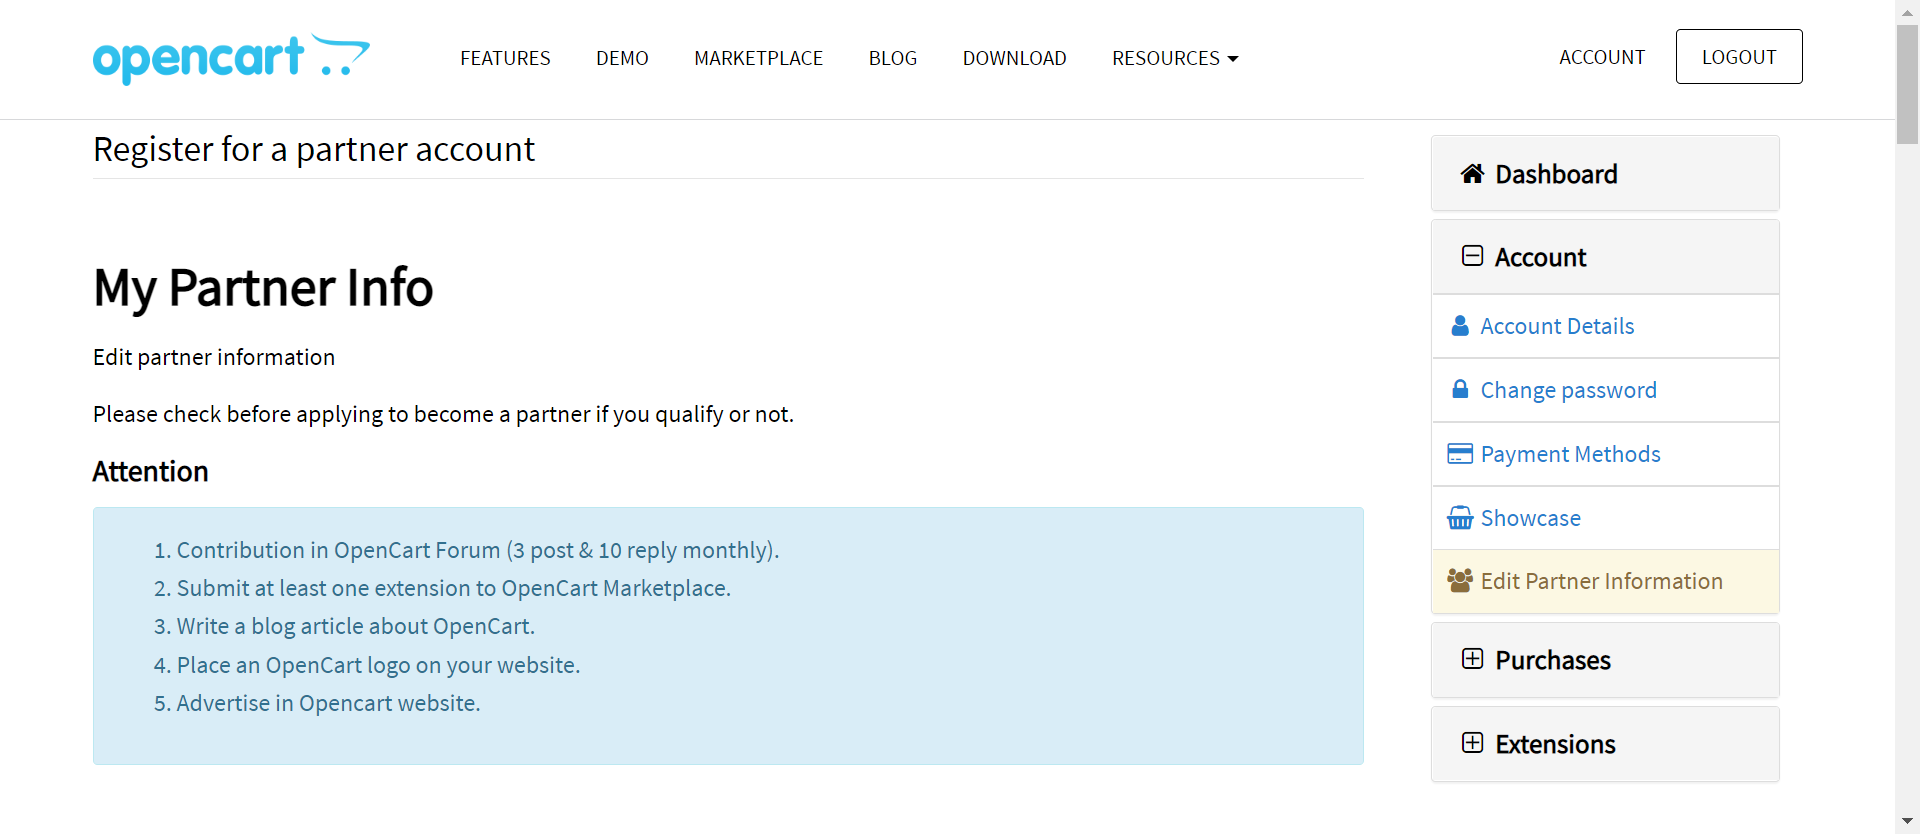 opencart
FEATURES
DEMO
MARKETPLACE
BLOG
DOWNLOAD
RESOURCES
ACCOUNT
LOGOUT
Register for a partner account
My Partner Info
Edit partner information
Please check before applying to become a partner if you qualify or not.
Attention
1. Contribution in OpenCart Forum (3 post & 10 reply monthly).
2. Submit at least one extension to OpenCart Marketplace.
3. Write a blog article about OpenCart.
4. Place an OpenCart logo on your website.
5. Advertise in Opencart website.
Dashboard
Account
Account Details
Change password
Payment Methods
Showcase
Edit Partner Information
Purchases
Extensions